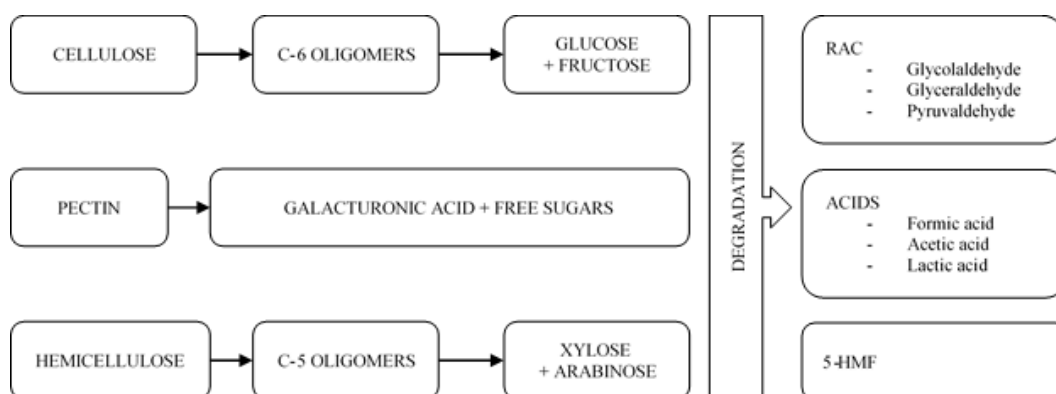 CELLULOSE
C-6 OLIGOMERS
GLUCOSE
+ FRUCTOSE
PECTIN
GALACTURONIC ACID + FREE SUGARS
HEMICELLULOSE
C-5 OLIGOMERS
XYLOSE
+ ARABINOSE
DEGRADATION
RAC
- Glycolaldehyde
- Glyceraldehyde
- Pyruvaldehyde
ACIDS
- Formic acid
- Acetic acid
- Lactic acid
5-HMF